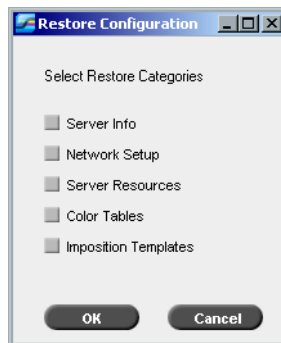 Restore Configuration
Select Restore Categories
Server Info
Network Setup
Server Resources
Color Tables
Imposition Templates
OK Cancel